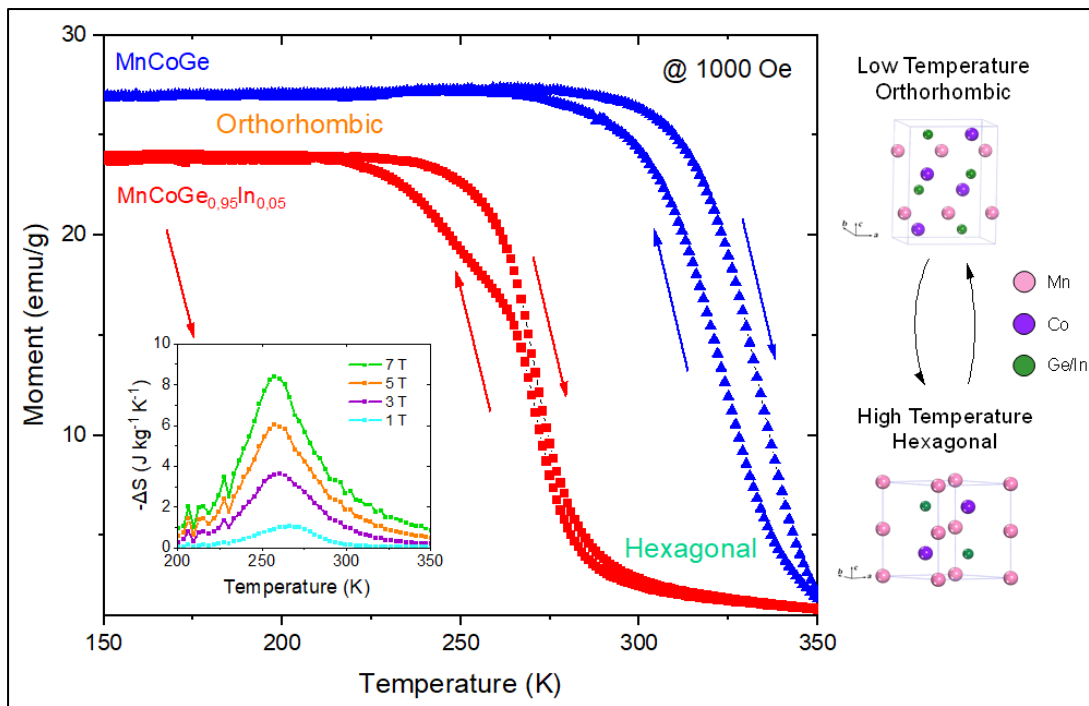 30
MnCoGe
@ 1000 Oe
Orthorhombic
MnCoGe0,95In0,05
20
Moment (emu/g)
10
-ΔS (J kg-1 K-1)
10
8
6
4
2
0
7 T
5 T
3 T
1 T
200 250 300 350
Temperature (K)
Hexagonal
150 200 250 300 350
Temperature (K)
Low Temperature
Orthorhombic
b c a
Mn
Co
Ge/In
High Temperature
Hexagonal
b c a